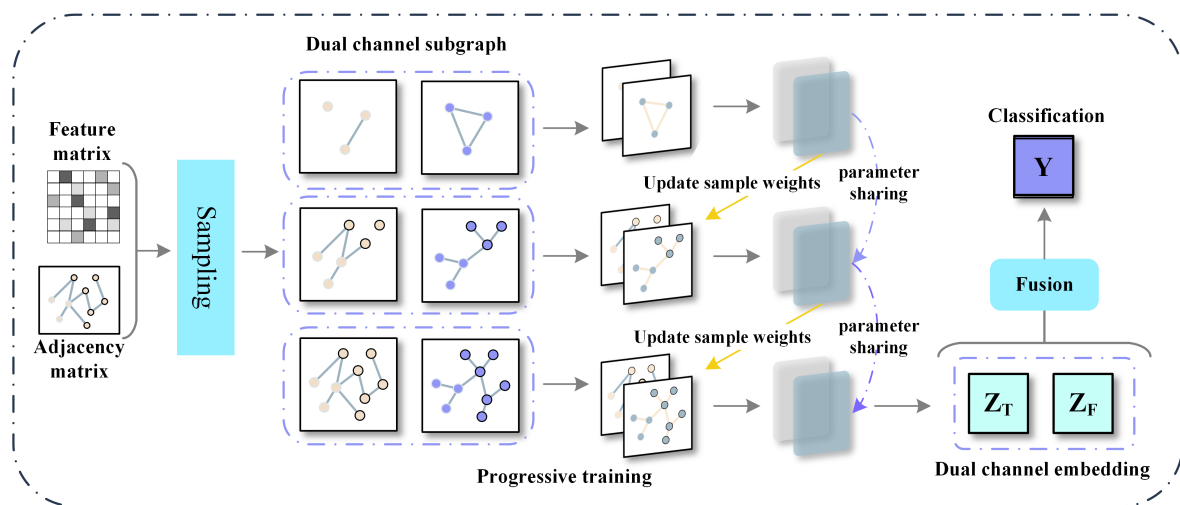 Dual channel subgraph
Feature
matrix
Adjacency
matrix
Sampling
Update sample weights
parameter
sharing
Update sample weights
parameter
sharing
Progressive training
Classification
Y
Fusion
Z_T
Z_F
Dual channel embedding